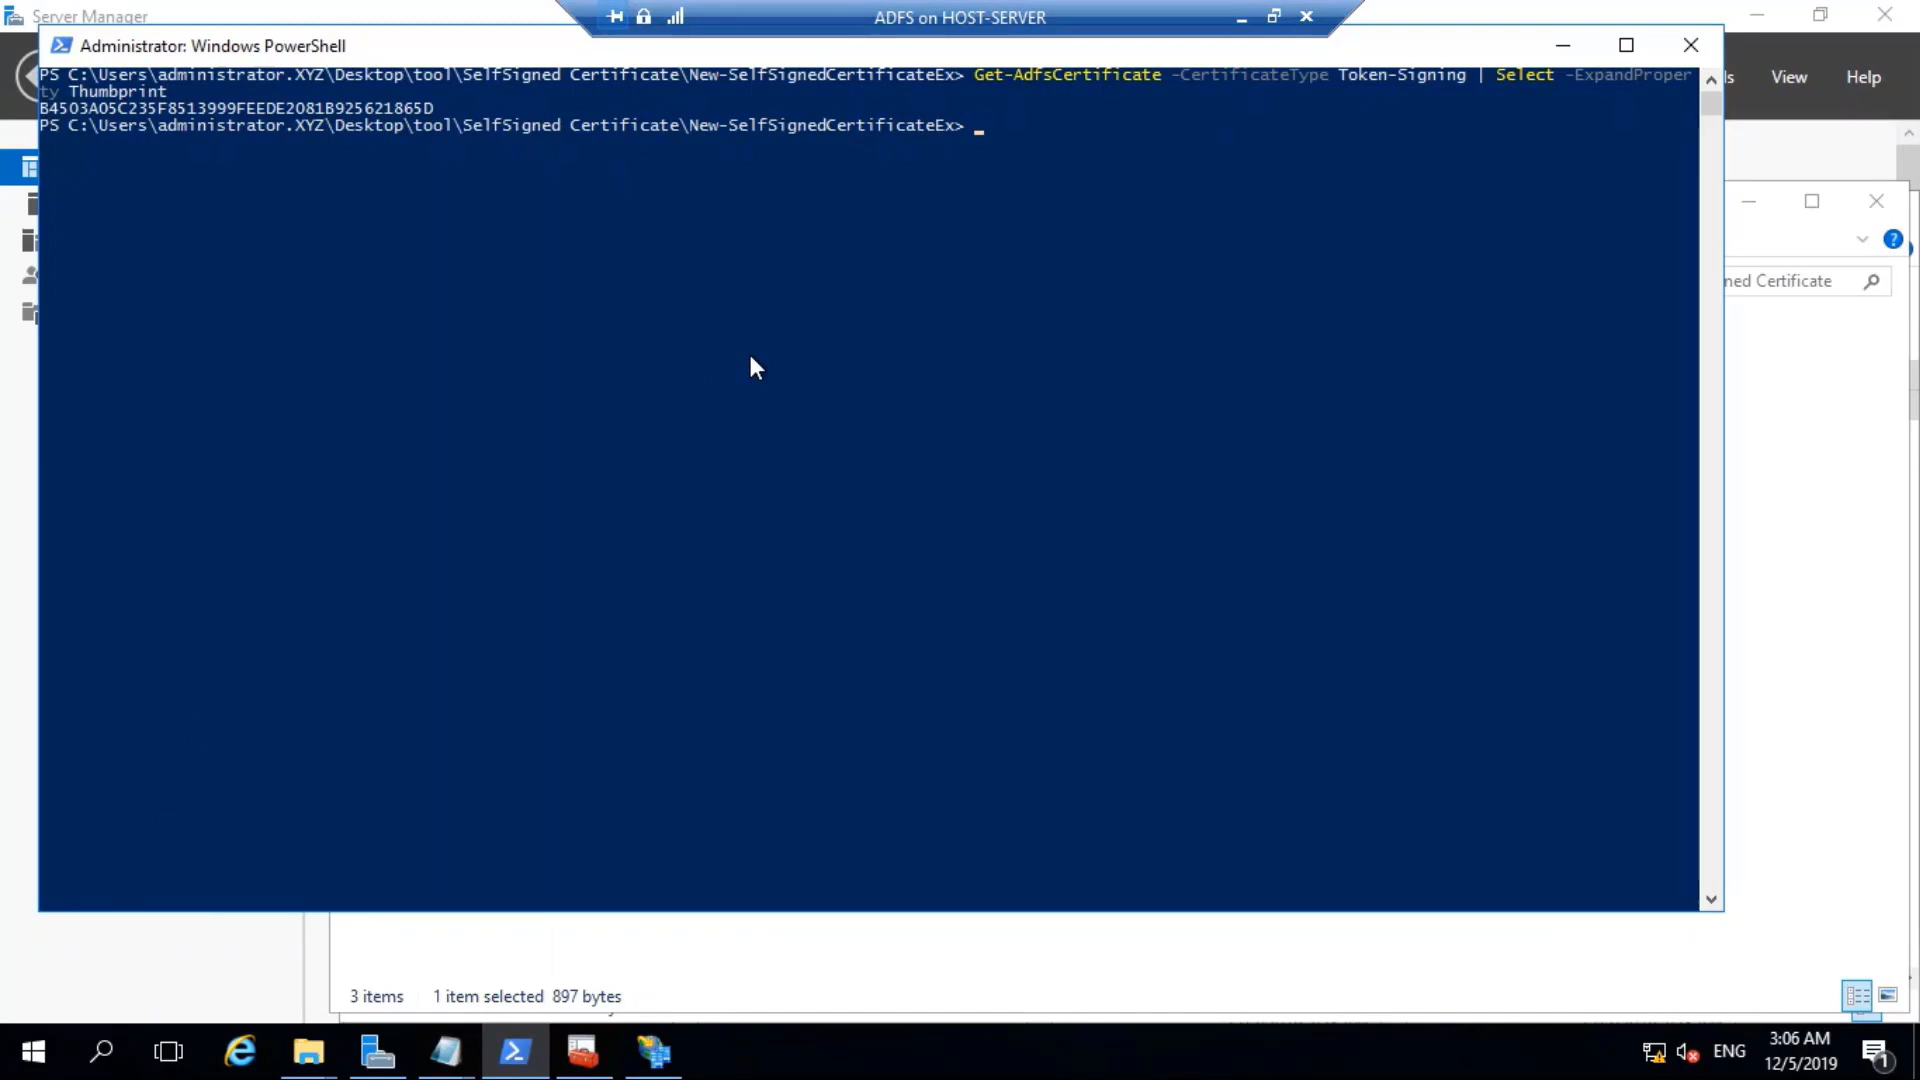 Server Manager
ADFS on HOST-SERVER
Administrator: Windows PowerShell
PS C:\Users\administrator.XYZ\Desktop\tool\SelfSigned Certificate\New-SelfSignedCertificateEx> Get-AdfsCertificate -CertificateType Token-Signing | Select -ExpandProper
ty Thumbprint
B4503A05C235F8513999FEEDE2081B925621865D
PS C:\Users\administrator.XYZ\Desktop\tool\SelfSigned Certificate\New-SelfSignedCertificateEx>
ls View Help
ned Certificate
3 items 1 item selected 897 bytes
ENG
3:06 AM
12/5/2019
1